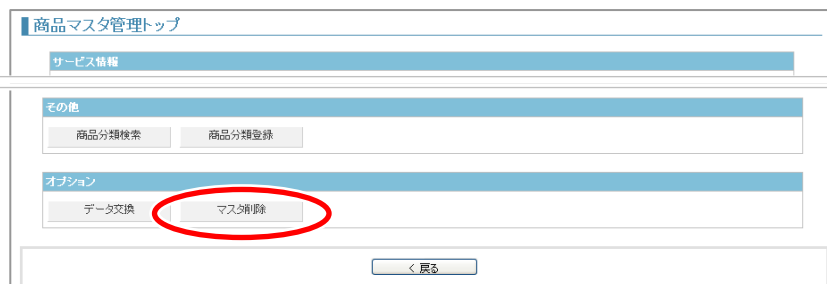 商品マスタ管理トップ
サービス情報
その他
商品分類検索 商品分類登録
オプション
データ交換 マスタ削除
< 戻る